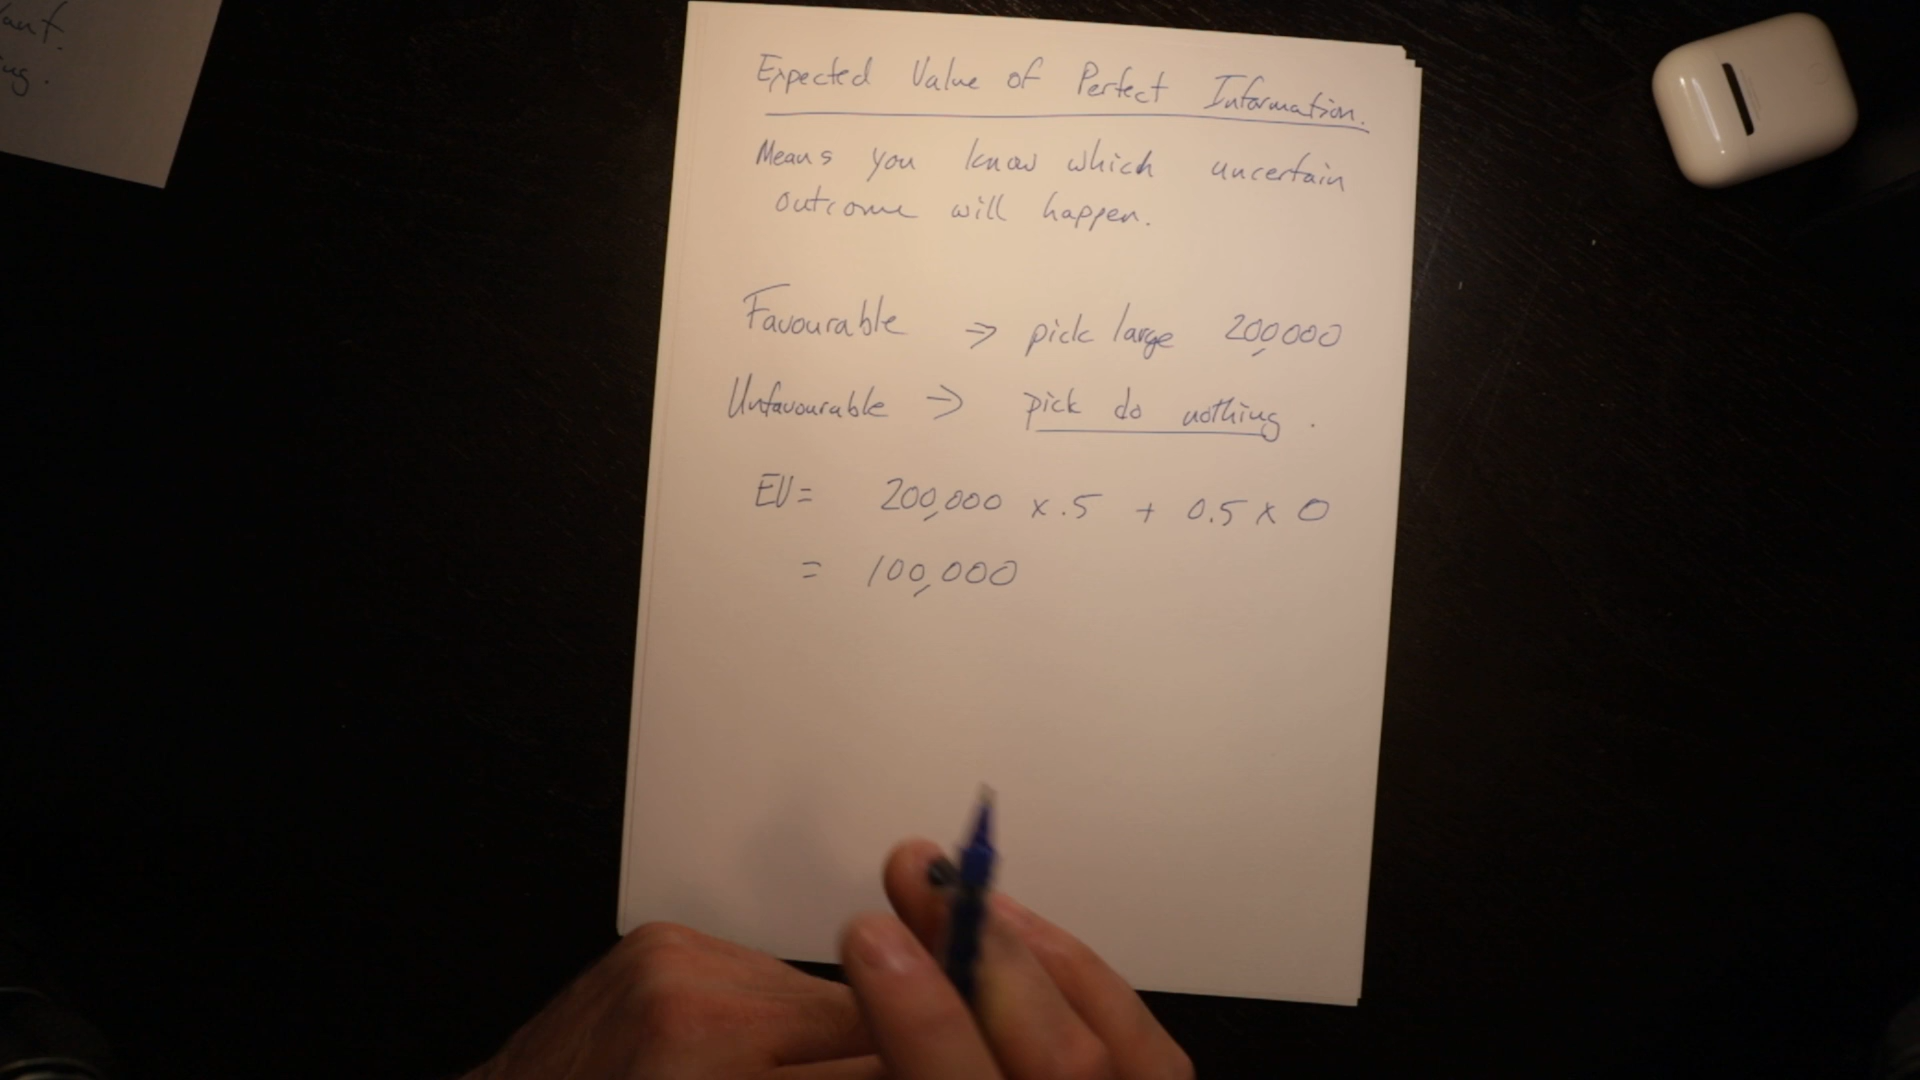 Expected Value of Perfect Information.
Means you know which uncertain
outcome will happen.
Favourable ⇒ pick large 200,000
Unfavourable ⇒ pick do nothing.
EV = 200,000 x .5 + 0.5 x 0
= 100,000